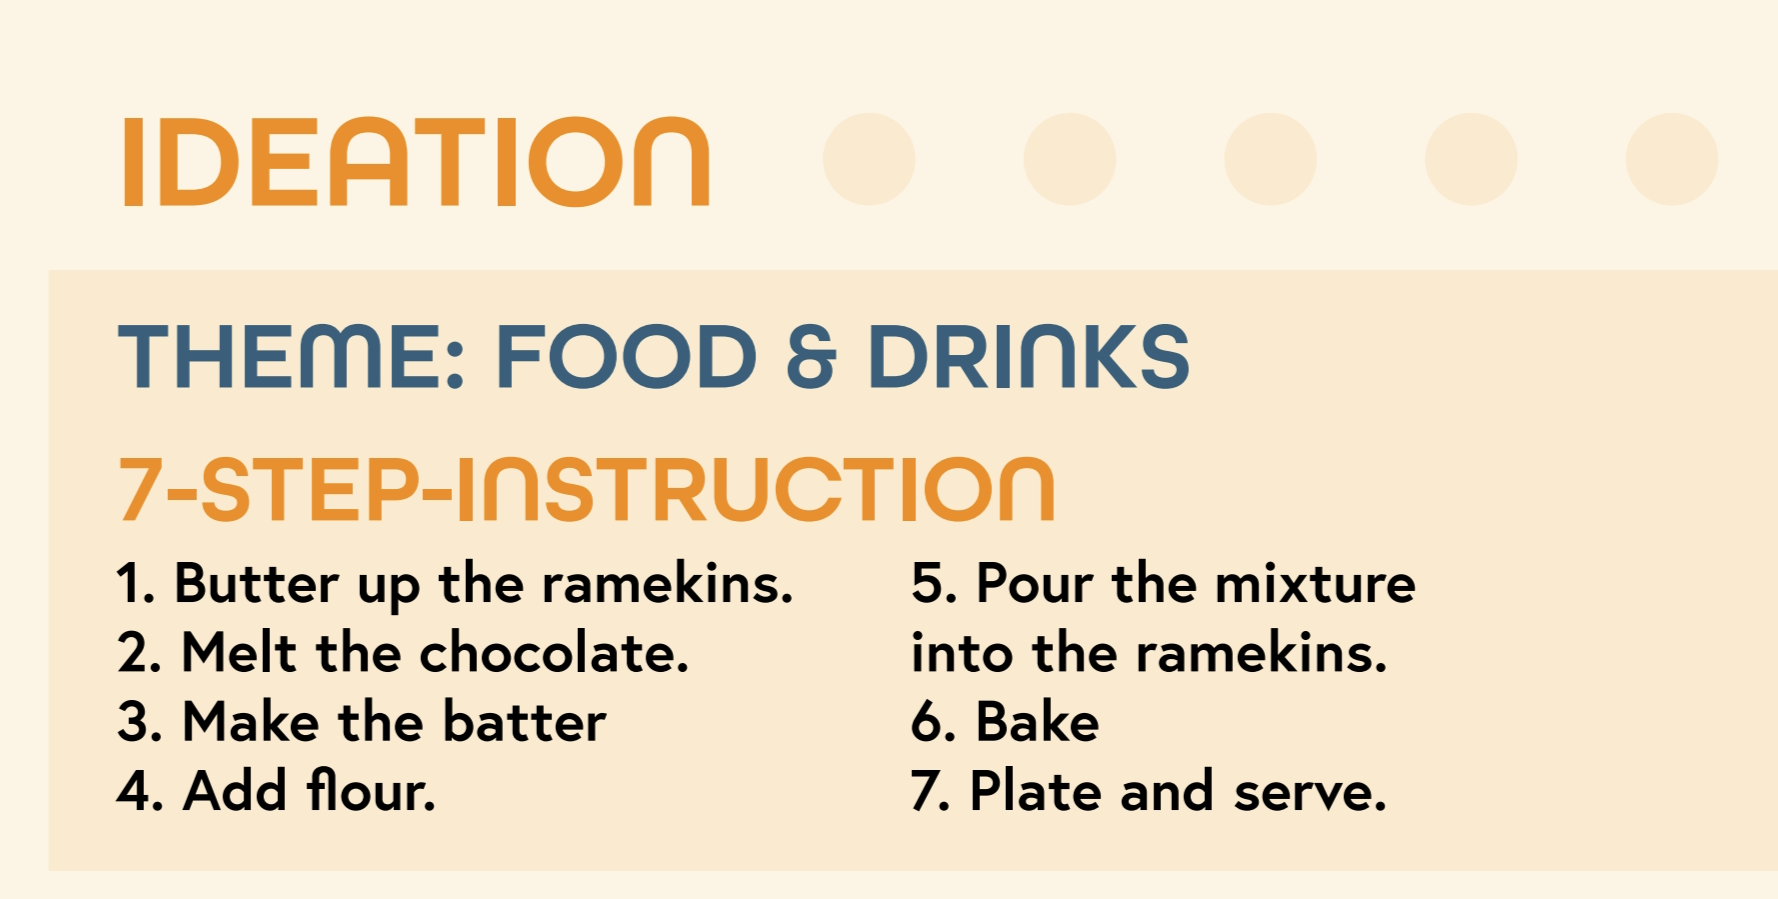 IDEATION
THEME: FOOD & DRINKS
7-STEP-INSTRUCTION
1. Butter up the ramekins.
2. Melt the chocolate.
3. Make the batter
4. Add flour.
5. Pour the mixture
into the ramekins.
6. Bake
7. Plate and serve.